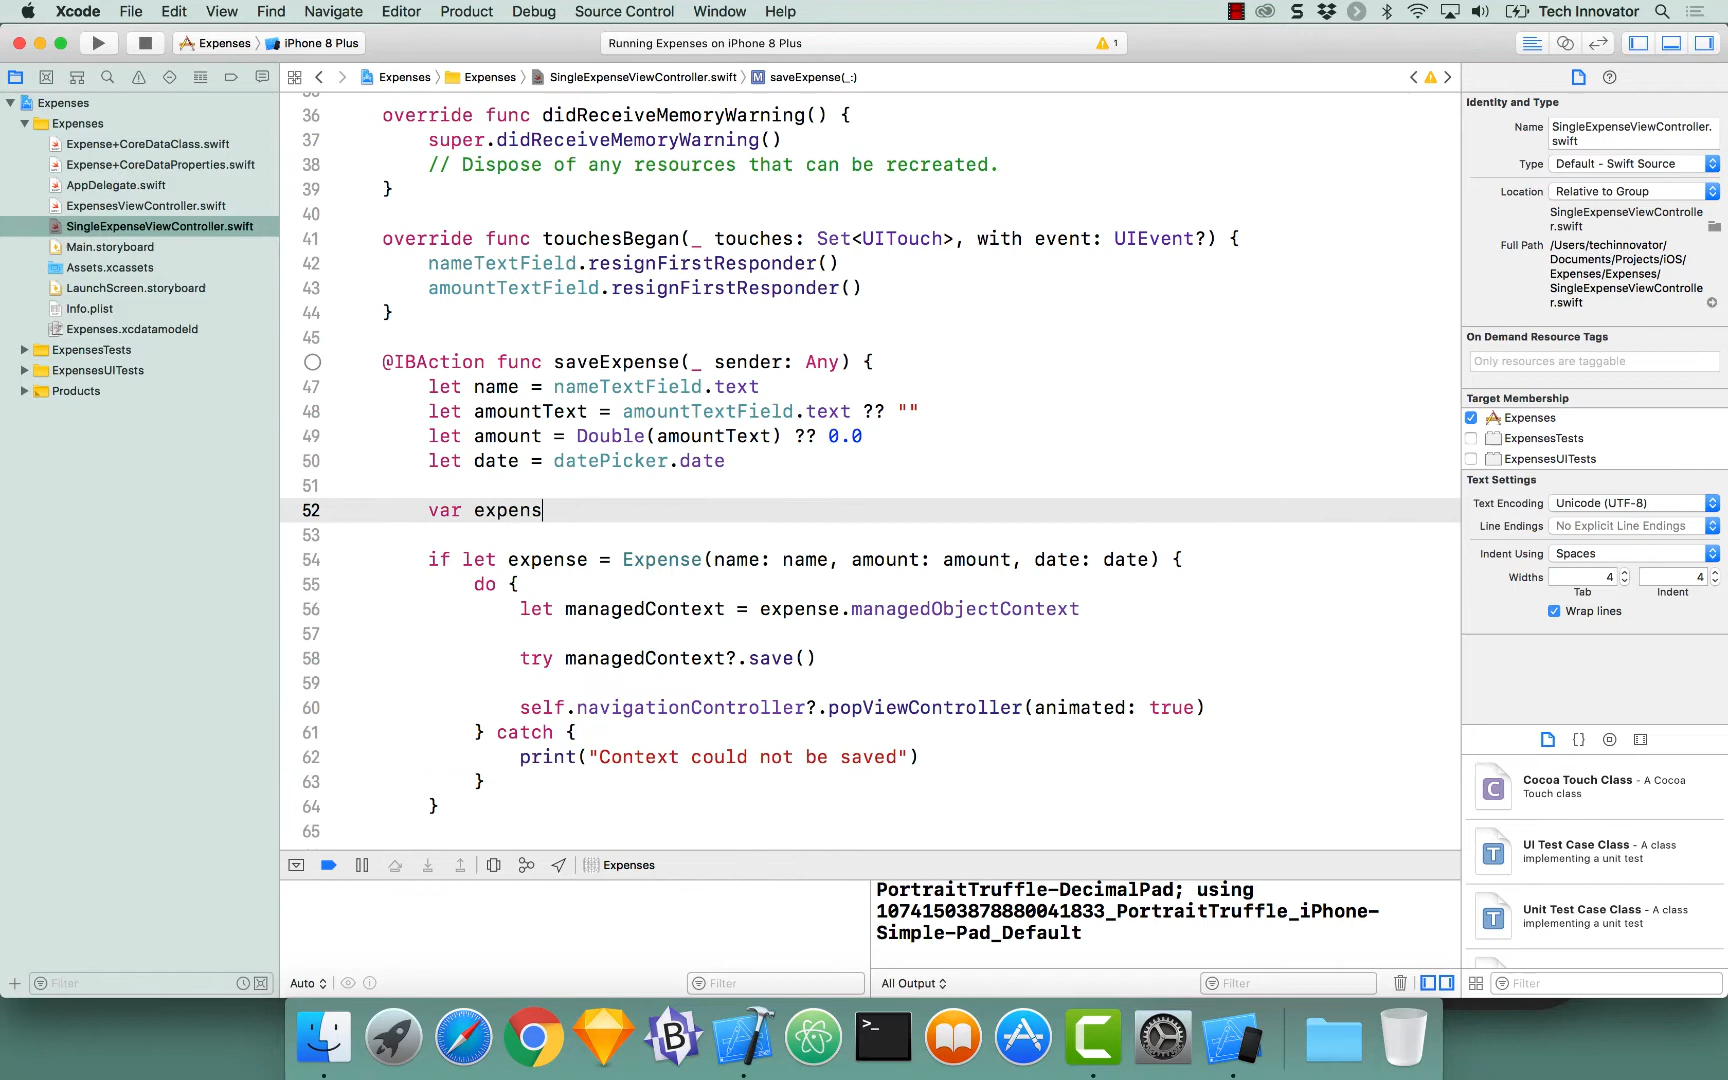 Xcode File Edit View Find Navigate Editor Product Debug Source Control Window Help Tech Innovator
Expenses iPhone 8 Plus
Running Expenses on iPhone 8 Plus 1
Expenses Expenses SingleExpenseViewController.swift M saveExpense(_:)
Expenses
Expenses
Expense+CoreDataClass.swift
Expense+CoreDataProperties.swift
AppDelegate.swift
ExpensesViewController.swift
SingleExpenseViewController.swift
Main.storyboard
Assets.xcassets
LaunchScreen.storyboard
Info.plist
Expenses.xcdatamodeld
ExpensesTests
ExpensesUITests
Products
Filter
36 override func didReceiveMemoryWarning() {
37 super.didReceiveMemoryWarning()
38 // Dispose of any resources that can be recreated.
39 }
40
41 override func touchesBegan(_ touches: Set<UITouch>, with event: UIEvent?) {
42 nameTextField.resignFirstResponder()
43 amountTextField.resignFirstResponder()
44 }
45
@IBAction func saveExpense(_ sender: Any) {
47 let name = nameTextField.text
48 let amountText = amountTextField.text ?? ""
49 let amount = Double(amountText) ?? 0.0
50 let date = datePicker.date
51
52 var expens
53
54 if let expense = Expense(name: name, amount: amount, date: date) {
55 do {
56 let managedContext = expense.managedObjectContext
57
58 try managedContext?.save()
59
60 self.navigationController?.popViewController(animated: true)
61 } catch {
62 print("Context could not be saved")
63 }
64 }
65
Expenses
PortraitTruffle-DecimalPad; using
10741503878880041833_PortraitTruffle_iPhone-
Simple-Pad_Default
Auto Filter
All Output Filter
Identity and Type
Name SingleExpenseViewController.
swift
Type Default - Swift Source
Location Relative to Group
SingleExpenseViewControlle
r.swift
Full Path /Users/techinnovator/
Documents/Projects/iOS/
Expenses/Expenses/
SingleExpenseViewControlle
r.swift
On Demand Resource Tags
Only resources are taggable
Target Membership
Expenses
ExpensesTests
ExpensesUITests
Text Settings
Text Encoding Unicode (UTF-8)
Line Endings No Explicit Line Endings
Indent Using Spaces
Widths 4 4
Tab Indent
Wrap lines
{}
C Cocoa Touch Class - A Cocoa
Touch class
T UI Test Case Class - A class
implementing a unit test
T Unit Test Case Class - A class
implementing a unit test
Filter